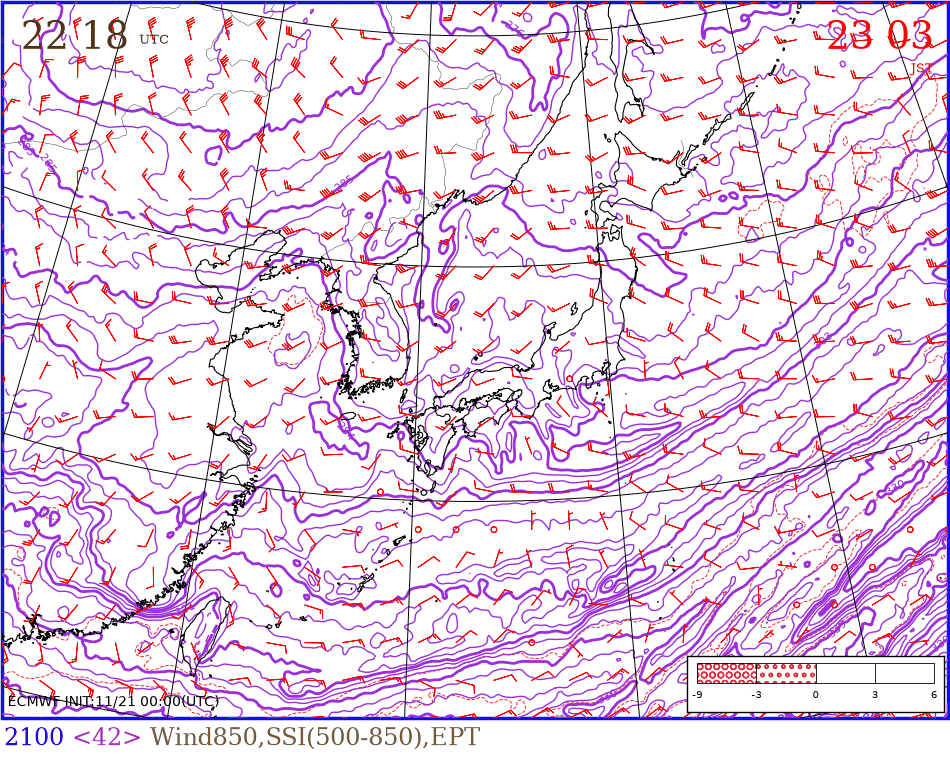 22 18 UTC
23 03
JST
ECMWF INIT:11/21 00:00(UTC)
-9 -3 0 3 6
2100 <42> Wind850,SSI(500-850),EPT